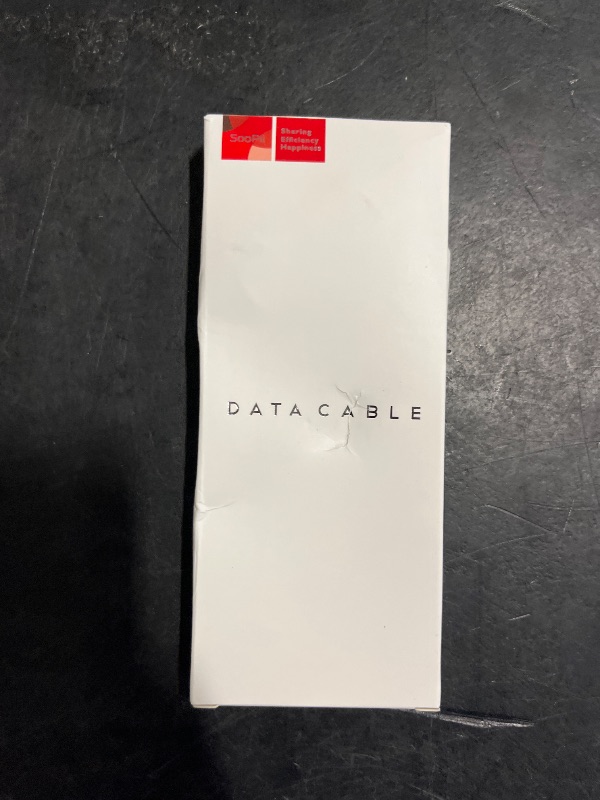 Sharing
Efficiency
Happiness
DATA CABLE